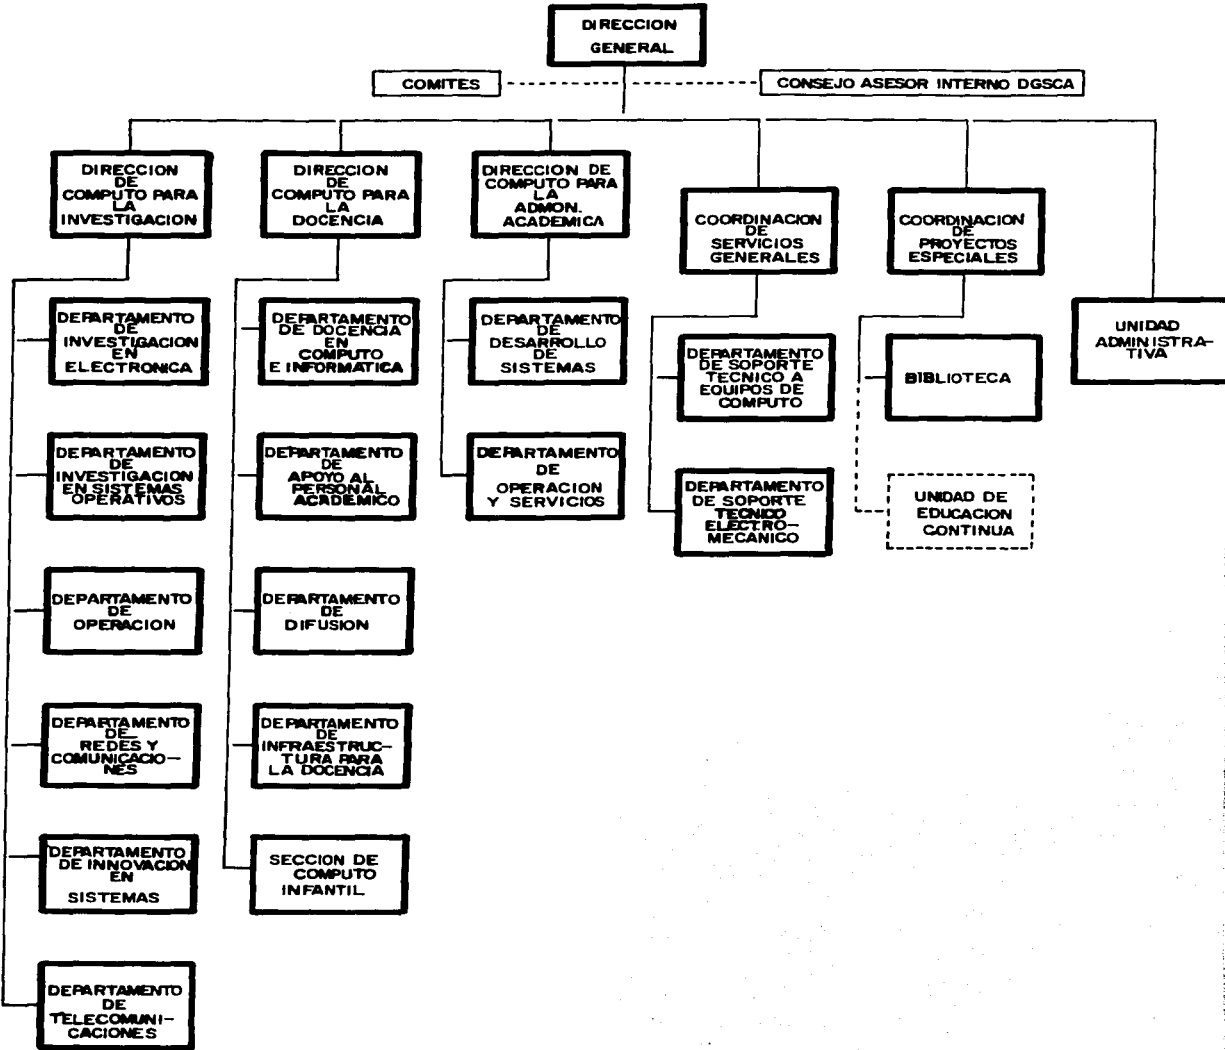 DIRECCION
GENERAL
COMITES
CONSEJO ASESOR INTERNO DGSCA
DIRECCION
DE
COMPUTO PARA
LA
INVESTIGACION
DIRECCION
DE
COMPUTO PARA
LA
DOCENCIA
DIRECCION DE
COMPUTO PARA
LA
ADMON.
ACADEMICA
COORDINACION
DE
SERVICIOS
GENERALES
COORDINACION
DE
PROYECTOS
ESPECIALES
UNIDAD
ADMINISTRA-
TIVA
DEPARTAMENTO
DE
INVESTIGACION
EN
ELECTRONICA
DEPARTAMENTO
DE
INVESTIGACION
EN SISTEMAS
OPERATIVOS
DEPARTAMENTO
DE
OPERACION
DEPARTAMENTO
DE
REDES Y
COMUNICACIO-
NES
DEPARTAMENTO
DE INNOVACION
EN
SISTEMAS
DEPARTAMENTO
DE
TELECOMUNI-
CACIONES
DEPARTAMENTO
DE DOCENCIA
EN
COMPUTO
E INFORMATICA
DEPARTAMENTO
DE
APOYO AL
PERSONAL
ACADEMICO
DEPARTAMENTO
DE
DIFUSION
DEPARTAMENTO
DE
INFRAESTRUC-
TURA PARA
LA DOCENCIA
SECCION DE
COMPUTO
INFANTIL
DEPARTAMENTO
DE
DESARROLLO
DE
SISTEMAS
DEPARTAMENTO
DE
OPERACION
Y SERVICIOS
DEPARTAMENTO
DE SOPORTE
TECNICO A
EQUIPOS DE
COMPUTO
DEPARTAMENTO
DE SOPORTE
TECNICO
ELECTRO-
MECANICO
BIBLIOTECA
UNIDAD DE
EDUCACION
CONTINUA